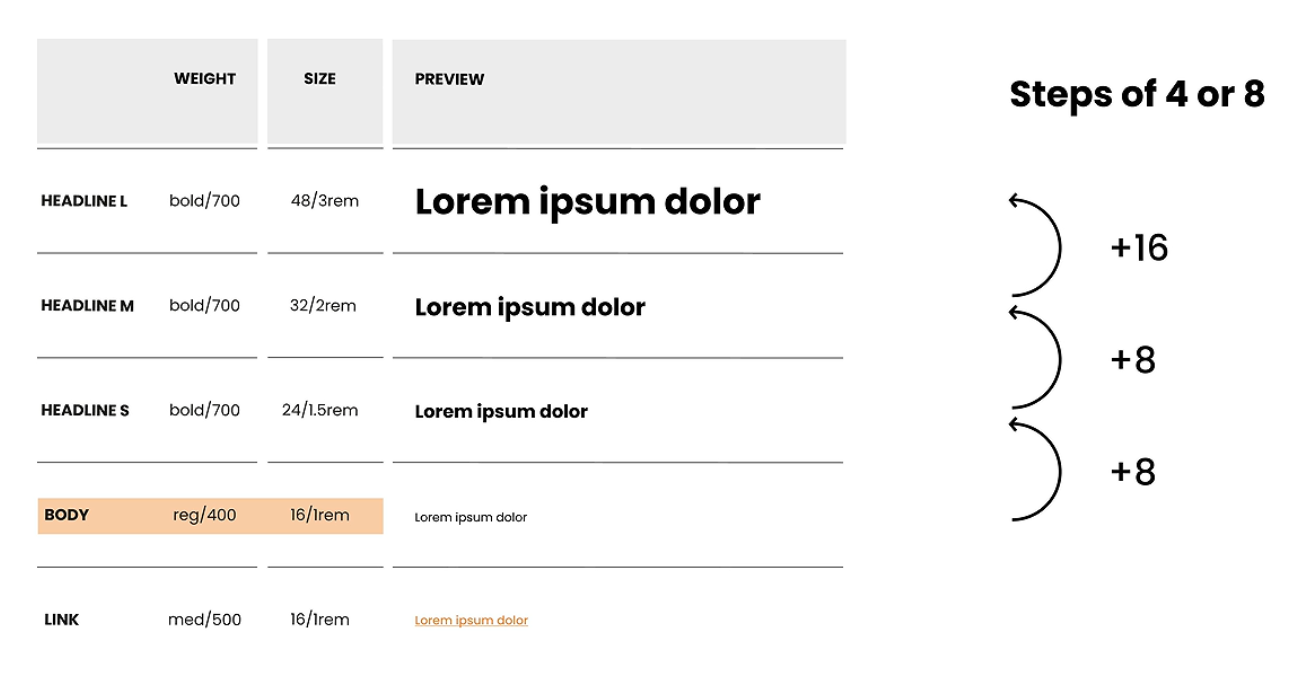 WEIGHT SIZE PREVIEW
Steps of 4 or 8
HEADLINE L bold/700 48/3rem Lorem ipsum dolor
+16
HEADLINE M bold/700 32/2rem Lorem ipsum dolor
+8
HEADLINE S bold/700 24/1.5rem Lorem ipsum dolor
+8
BODY reg/400 16/1rem Lorem ipsum dolor
LINK med/500 16/1rem Lorem ipsum dolor